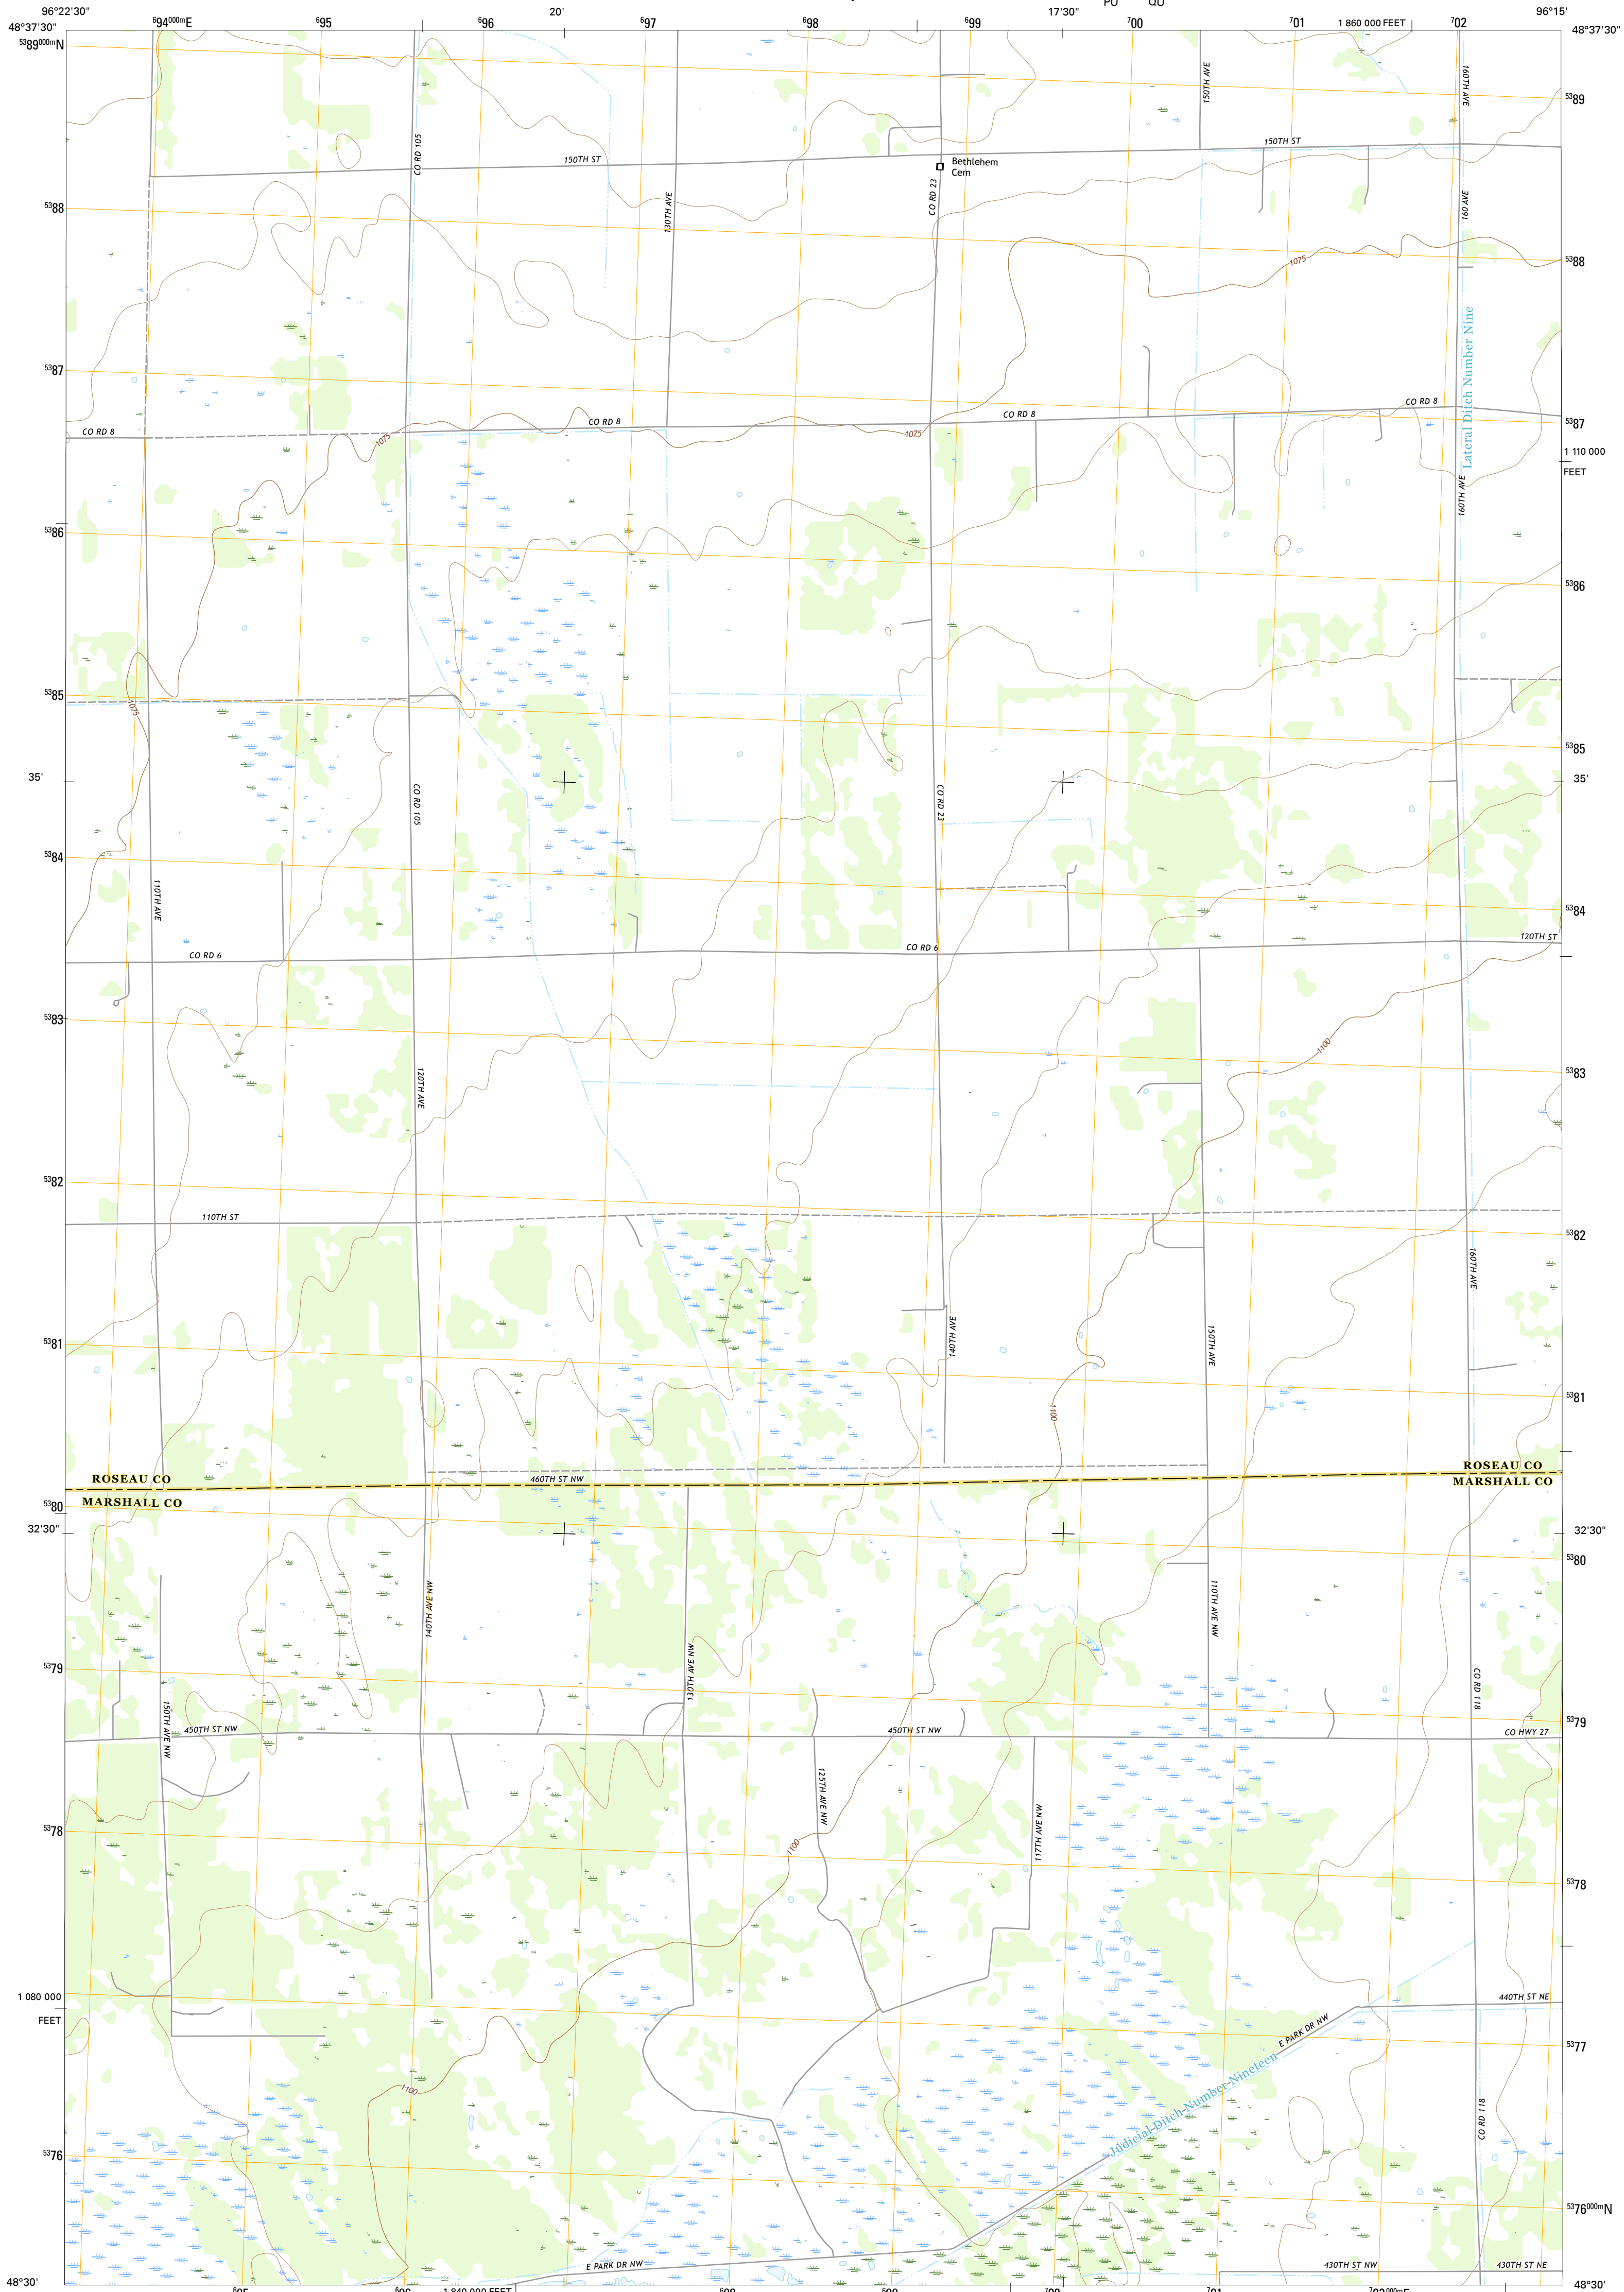 PU QU
96°22'30" 694000mE 695 696 20' 697 698 699 17'30" 700 701 1 860 000 FEET 702 96°15'
48°37'30" 48°37'30"
5389000mN
160TH AVE
150TH AVE
5389
CO RD 105
150TH ST
150TH ST
Bethlehem
Cem
130TH AVE
CO RD 23
160 AVE
5388
5388
1075
Lateral Ditch Number Nine
5387
CO RD 8
CO RD 8
CO RD 8
CO RD 8
5387
1075
1075
1 110 000
FEET
160TH AVE
5386
5386
5385
1075
5385
35'
35'
CO RD 105
CO RD 23
5384
110TH AVE
5384
120TH ST
CO RD 6
CO RD 6
5383
1100
5383
120TH AVE
5382
110TH ST
5382
160TH AVE
5381
140TH AVE
150TH AVE
5381
1100
ROSEAU CO
ROSEAU CO
460TH ST NW
MARSHALL CO
MARSHALL CO
5380
32'30"
32'30"
5380
140TH AVE NW
110TH AVE NW
5379
130TH AVE NW
CO RD 118
150TH AVE NW
450TH ST NW
450TH ST NW
5379
CO HWY 27
125TH AVE NW
117TH AVE NW
5378
1100
5378
1 080 000
FEET
440TH ST NE
E PARK DR NW
5377
Judicial Ditch Number Nineteen
1100
CO RD 118
5376
5376000mN
E PARK DR NW
430TH ST NW
430TH ST NE
48°30'
48°30'
1 840 000 FEET